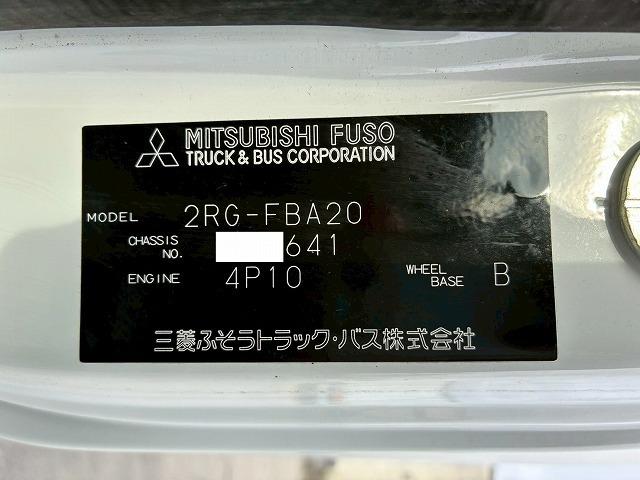 MITSUBISHI FUSO
TRUCK & BUS CORPORATION
MODEL 2RG-FBA20
CHASSIS NO. 641
ENGINE 4P10 WHEEL BASE B
三菱ふそうトラック・バス株式会社